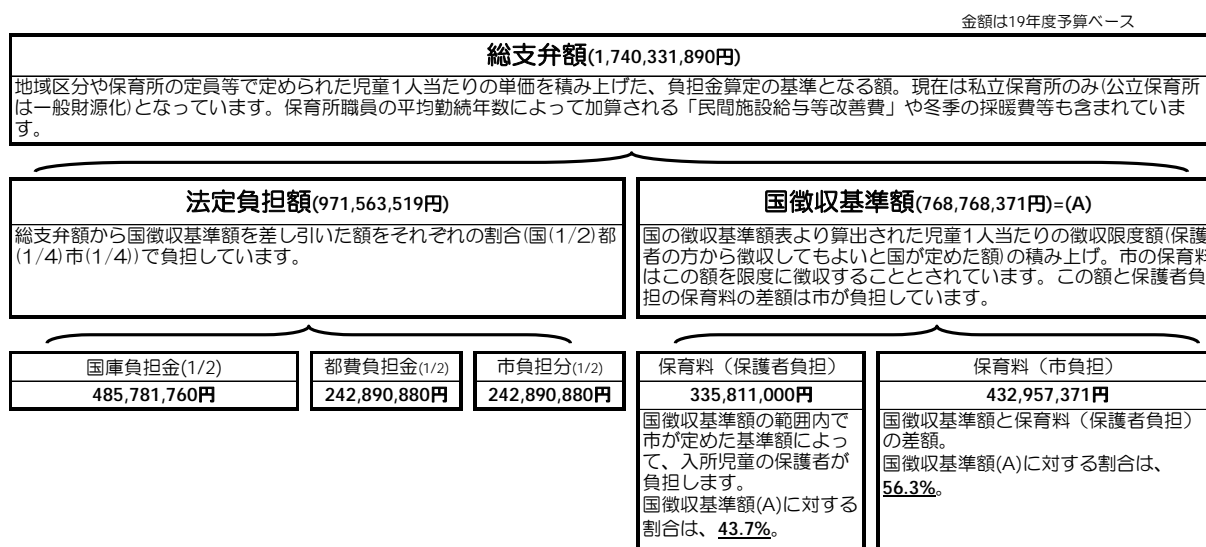 金額は19年度予算ベース
総支弁額(1,740,331,890円)
地域区分や保育所の定員等で定められた児童1人当たりの単価を積み上げた、負担金算定の基準となる額。現在は私立保育所のみ(公立保育所
は一般財源化)となっています。保育所職員の平均勤続年数によって加算される「民間施設給与等改善費」や冬季の採暖費等も含まれていま
す。
法定負担額(971,563,519円)
総支弁額から国徴収基準額を差し引いた額をそれぞれの割合(国(1/2)都
(1/4)市(1/4))で負担しています。
国徴収基準額(768,768,371円)=(A)
国の徴収基準額表より算出された児童1人当たりの徴収限度額(保護
者の方から徴収してもよいと国が定めた額)の積み上げ。市の保育料
はこの額を限度に徴収することとされています。この額と保護者負
担の保育料の差額は市が負担しています。
国庫負担金(1/2)
485,781,760円
都費負担金(1/2)
242,890,880円
市負担分(1/2)
242,890,880円
保育料（保護者負担）
335,811,000円
国徴収基準額の範囲内で
市が定めた基準額によっ
て、入所児童の保護者が
負担します。
国徴収基準額(A)に対する
割合は、43.7%。
保育料（市負担）
432,957,371円
国徴収基準額と保育料（保護者負担）
の差額。
国徴収基準額(A)に対する割合は、
56.3%。